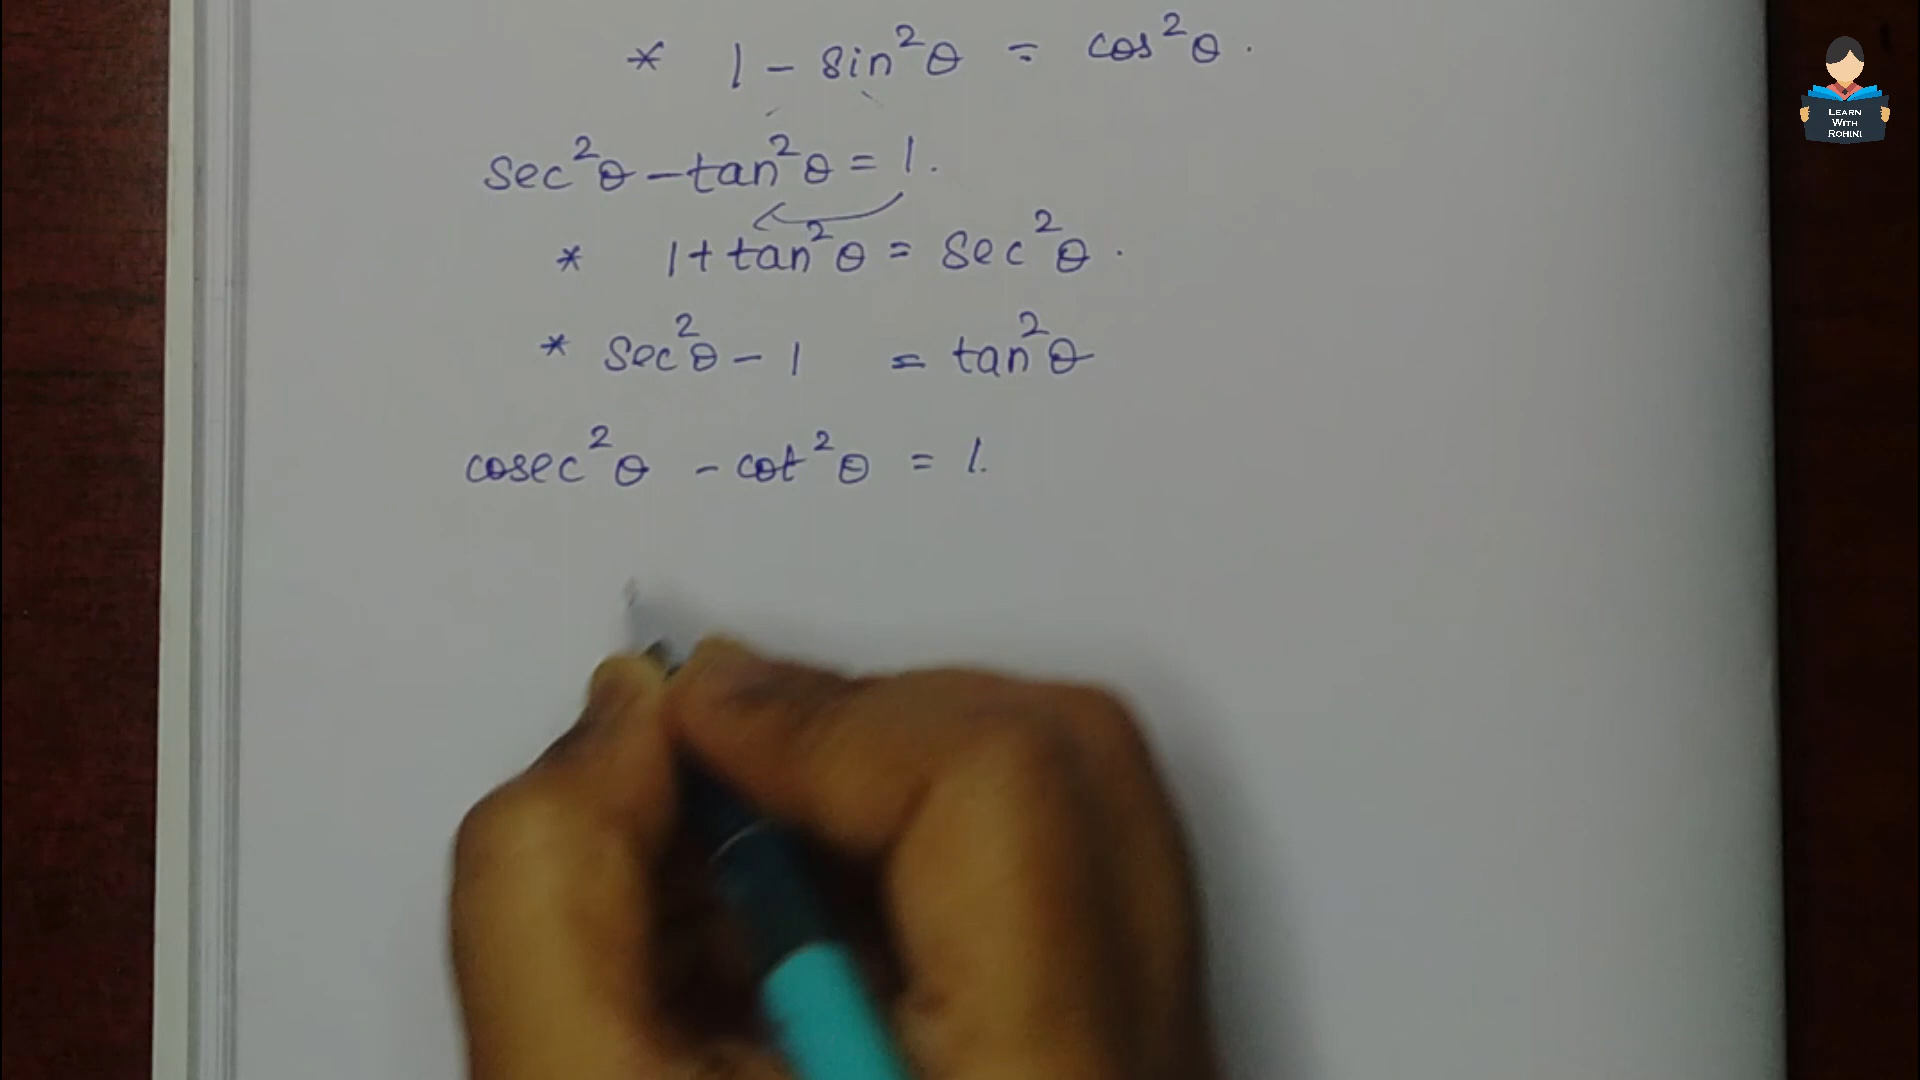 * 1 - sin²θ = cos²θ.
sec²θ - tan²θ = 1.
* 1 + tan²θ = sec²θ.
* sec²θ - 1 = tan²θ
cosec²θ - cot²θ = 1.
LEARN
WITH
ROHINI